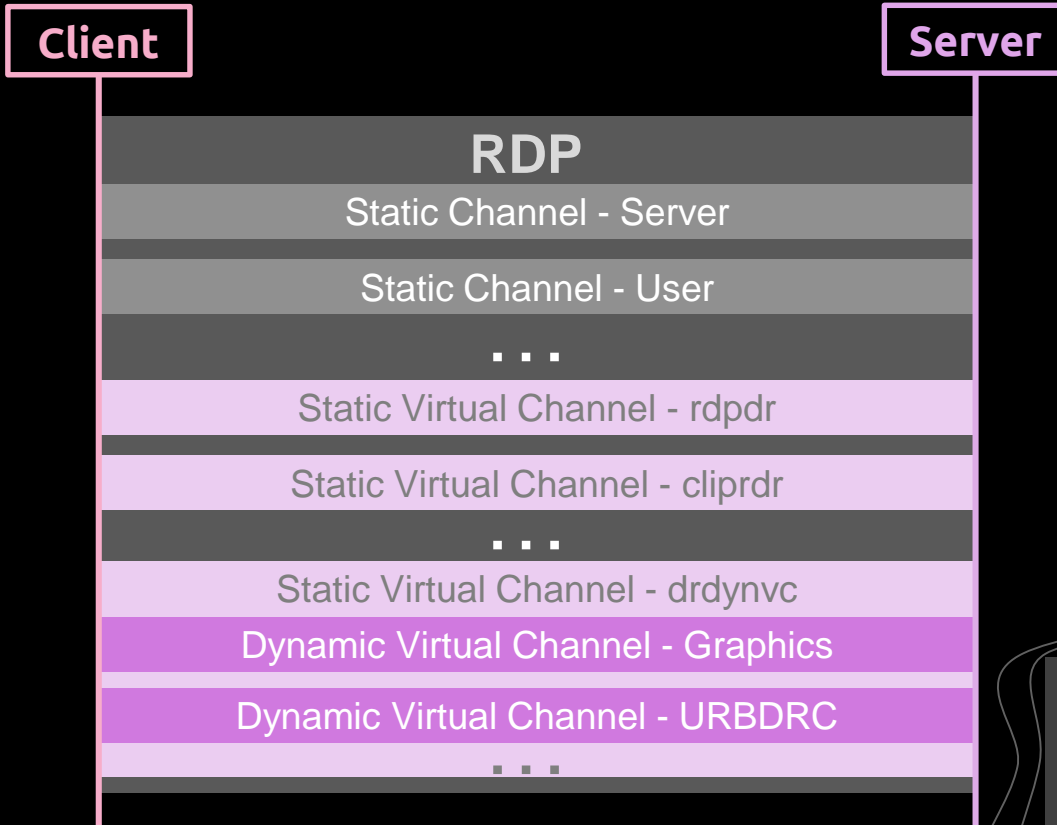 Client
Server
RDP
Static Channel - Server
Static Channel - User
...
Static Virtual Channel - rdpdr
Static Virtual Channel - cliprdr
...
Static Virtual Channel - drdynvc
Dynamic Virtual Channel - Graphics
Dynamic Virtual Channel - URBDRC
...